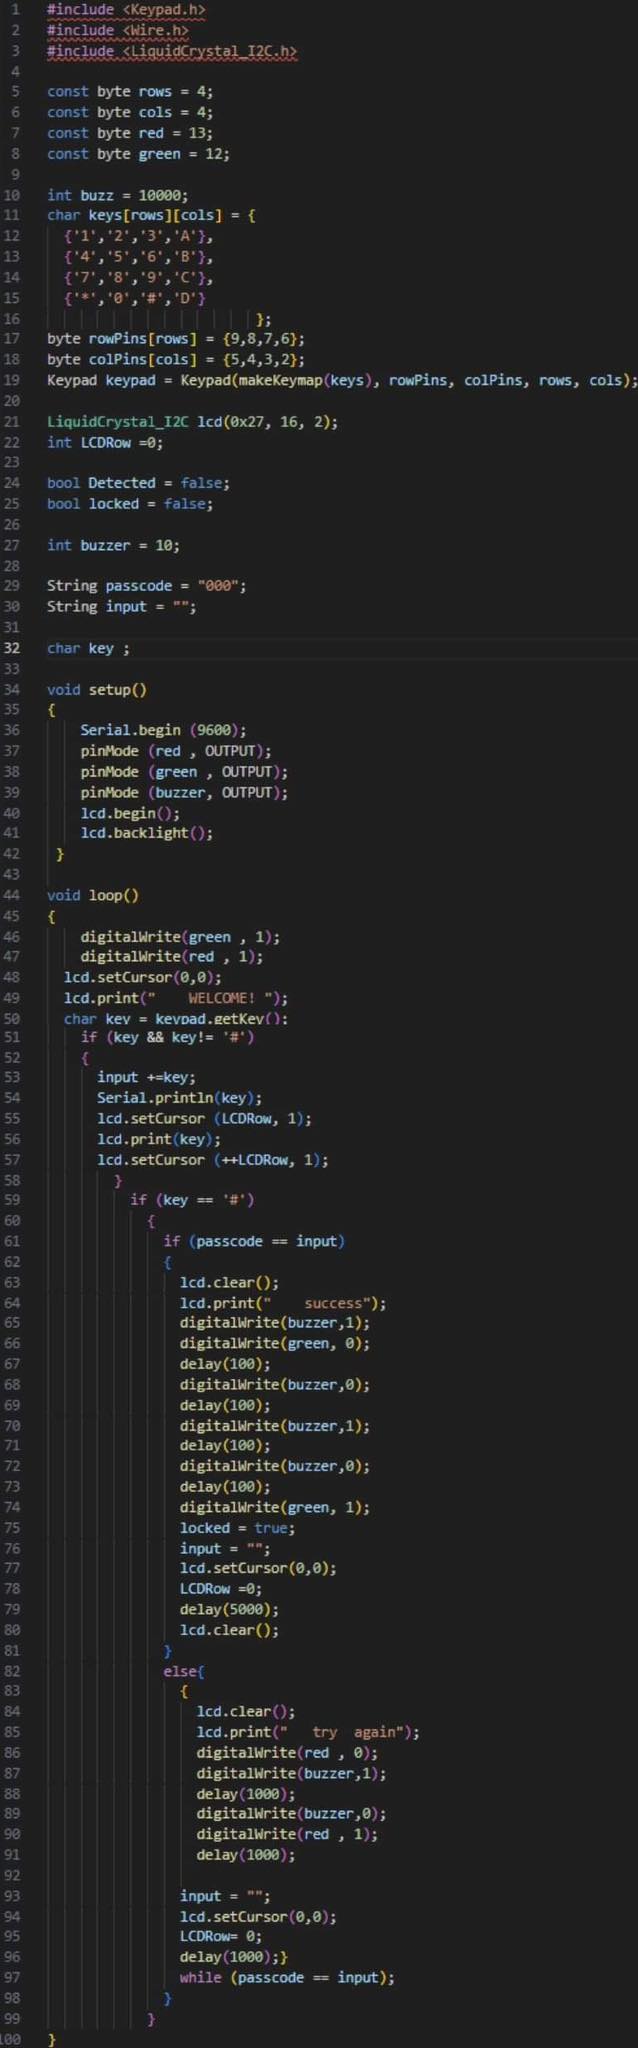 1 #include <Keypad.h>
2 #include <Wire.h>
3 #include <LiquidCrystal_I2C.h>
4
5 const byte rows = 4;
6 const byte cols = 4;
7 const byte red = 13;
8 const byte green = 12;
9
10 int buzz = 10000;
11 char keys[rows][cols] = {
12 {'1','2','3','A'},
13 {'4','5','6','B'},
14 {'7','8','9','C'},
15 {'*','0','#','D'}
16 };
17 byte rowPins[rows] = {9,8,7,6};
18 byte colPins[cols] = {5,4,3,2};
19 Keypad keypad = Keypad(makeKeymap(keys), rowPins, colPins, rows, cols);
20
21 LiquidCrystal_I2C lcd(0x27, 16, 2);
22 int LCDRow =0;
23
24 bool Detected = false;
25 bool locked = false;
26
27 int buzzer = 10;
28
29 String passcode = "000";
30 String input = "";
31
32 char key ;
33
34 void setup()
35 {
36 Serial.begin (9600);
37 pinMode (red , OUTPUT);
38 pinMode (green , OUTPUT);
39 pinMode (buzzer, OUTPUT);
40 lcd.begin();
41 lcd.backlight();
42 }
43
44 void loop()
45 {
46 digitalWrite(green , 1);
47 digitalWrite(red , 1);
48 lcd.setCursor(0,0);
49 lcd.print("    WELCOME! ");
50 char key = keypad.getKey();
51 if (key && key!= '#')
52 {
53 input +=key;
54 Serial.println(key);
55 lcd.setCursor (LCDRow, 1);
56 lcd.print(key);
57 lcd.setCursor (++LCDRow, 1);
58 }
59 if (key == '#')
60 {
61 if (passcode == input)
62 {
63 lcd.clear();
64 lcd.print("    success");
65 digitalWrite(buzzer,1);
66 digitalWrite(green, 0);
67 delay(100);
68 digitalWrite(buzzer,0);
69 delay(100);
70 digitalWrite(buzzer,1);
71 delay(100);
72 digitalWrite(buzzer,0);
73 delay(100);
74 digitalWrite(green, 1);
75 locked = true;
76 input = "";
77 lcd.setCursor(0,0);
78 LCDRow =0;
79 delay(5000);
80 lcd.clear();
81 }
82 else{
83 {
84 lcd.clear();
85 lcd.print("   try  again");
86 digitalWrite(red , 0);
87 digitalWrite(buzzer,1);
88 delay(1000);
89 digitalWrite(buzzer,0);
90 digitalWrite(red , 1);
91 delay(1000);
92
93 input = "";
94 lcd.setCursor(0,0);
95 LCDRow= 0;
96 delay(1000);}
97 while (passcode == input);
98 }
99 }
100 }